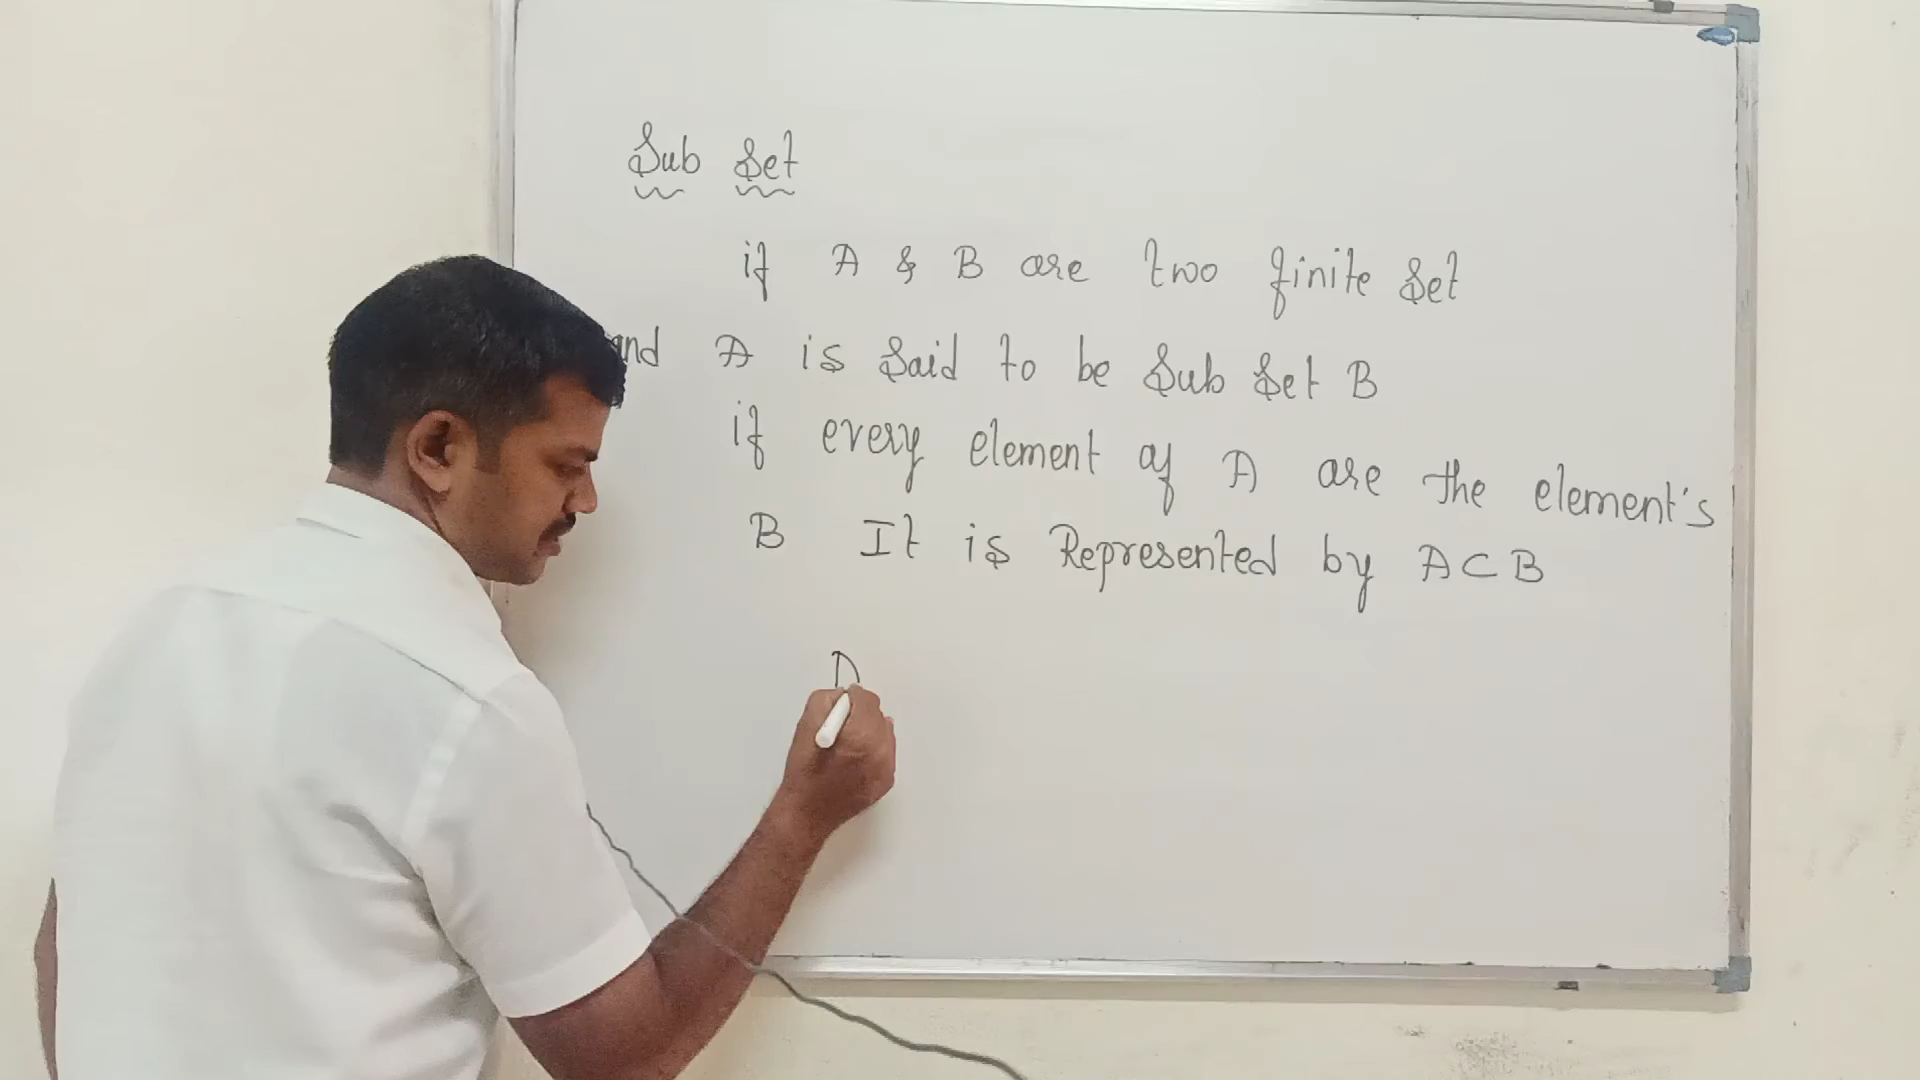 Sub Set
if A & B are two finite Set
and A is Said to be Sub Set B
if every element of A are the element's
B It is Represented by A ⊂ B
A